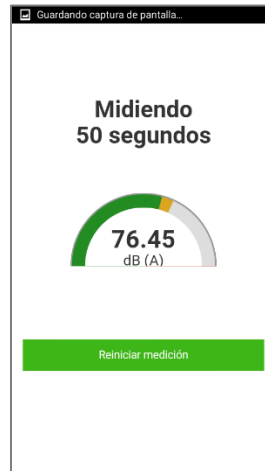 Guardando captura de pantalla...
Midiendo
50 segundos
76.45
dB (A)
Reiniciar medición